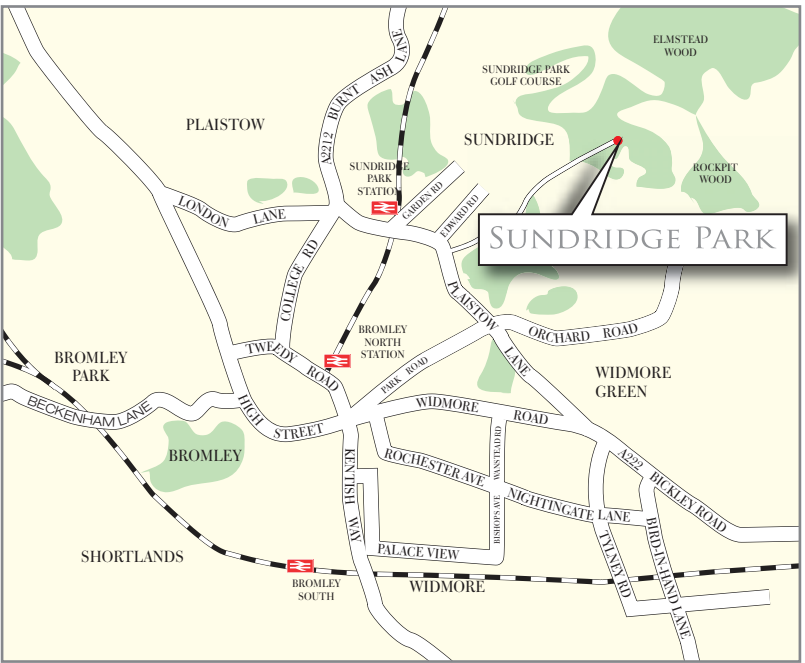 ELMSTEAD
WOOD
A2212 BURNT ASH LANE
SUNDRIDGE PARK
GOLF COURSE
PLAISTOW
SUNDRIDGE
SUNDRIDGE
PARK
STATION
ROCKPIT
WOOD
GARDEN RD
EDWARD RD
LONDON LANE
SUNDRIDGE PARK
COLLEGE RD
PLAISTOW LANE
BROMLEY
NORTH
STATION
ORCHARD ROAD
TWEEDY ROAD
BROMLEY
PARK
PARK ROAD
WIDMORE
GREEN
BECKENHAM LANE
HIGH STREET
WIDMORE ROAD
WANSTEAD RD
BROMLEY
KENTISH WAY
ROCHESTER AVE
A222 BICKLEY ROAD
NIGHTINGATE LANE
BISHOPS AVE
PALACE VIEW
TYLNEY RD
BIRD-IN-HAND LANE
SHORTLANDS
BROMLEY
SOUTH
WIDMORE